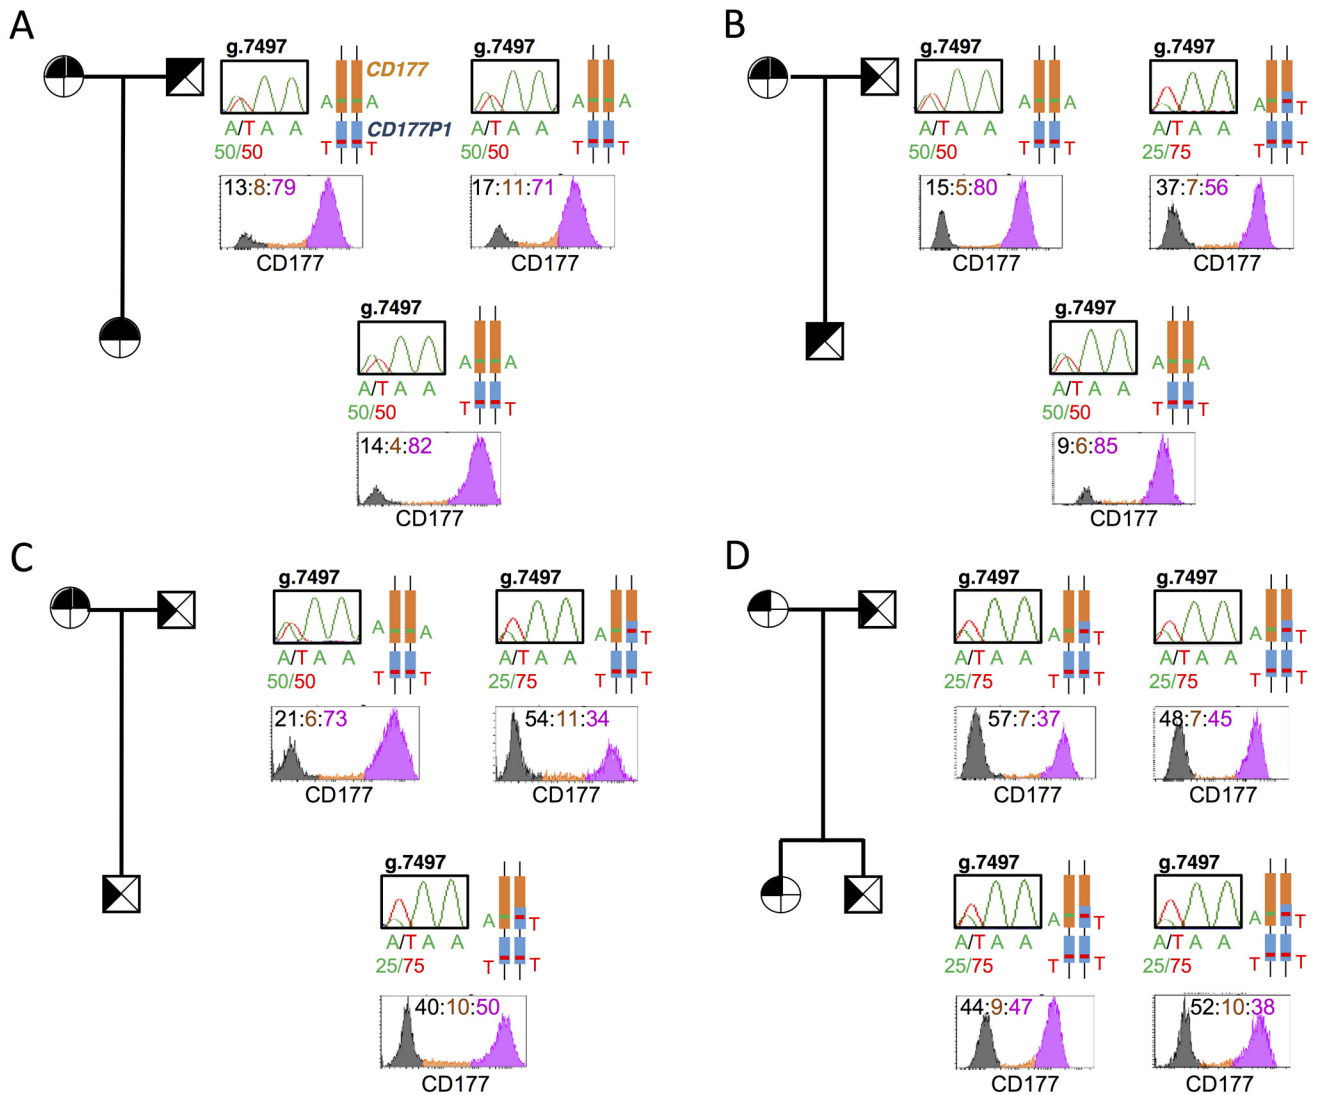 A
g.7497
A/T A A
50/50
A A
T T
CD177
CD177P1
13:8:79
CD177
g.7497
A/T A A
50/50
A A
T T
17:11:71
CD177
g.7497
A/T A A
50/50
A A
T T
14:4:82
CD177
B
g.7497
A/T A A
50/50
A A
T T
15:5:80
CD177
g.7497
A/T A A
25/75
A T
T T
37:7:56
CD177
g.7497
A/T A A
50/50
A A
T T
9:6:85
CD177
C
g.7497
A/T A A
50/50
A A
T T
21:6:73
CD177
g.7497
A/T A A
25/75
A T
T T
54:11:34
CD177
g.7497
A/T A A
25/75
A T
T T
40:10:50
CD177
D
g.7497
A/T A A
25/75
A T
T T
57:7:37
CD177
g.7497
A/T A A
25/75
A T
T T
48:7:45
CD177
g.7497
A/T A A
25/75
A T
T T
44:9:47
CD177
g.7497
A/T A A
25/75
A T
T T
52:10:38
CD177